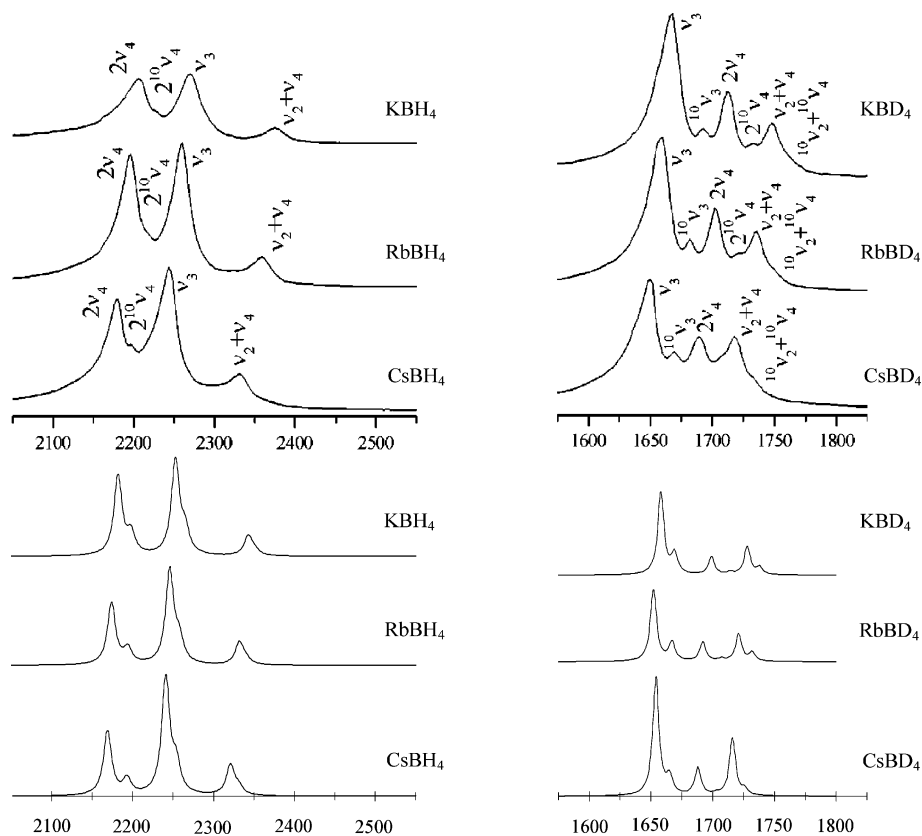 2ν₄
2¹⁰ν₄
ν₃
ν₂+ν₄
KBH₄
2ν₄
2¹⁰ν₄
ν₃
ν₂+ν₄
RbBH₄
2ν₄
2¹⁰ν₄
ν₃
ν₂+ν₄
CsBH₄
2100 2200 2300 2400 2500
ν₃
¹⁰ν₃
2ν₄
2¹⁰ν₄
ν₂+ν₄
¹⁰ν₂+¹⁰ν₄
KBD₄
ν₃
¹⁰ν₃
2ν₄
2¹⁰ν₄
ν₂+ν₄
¹⁰ν₂+¹⁰ν₄
RbBD₄
ν₃
¹⁰ν₃
2ν₄
ν₂+ν₄
¹⁰ν₂+¹⁰ν₄
CsBD₄
1600 1650 1700 1750 1800
KBH₄
RbBH₄
CsBH₄
2100 2200 2300 2400 2500
KBD₄
RbBD₄
CsBD₄
1600 1650 1700 1750 1800